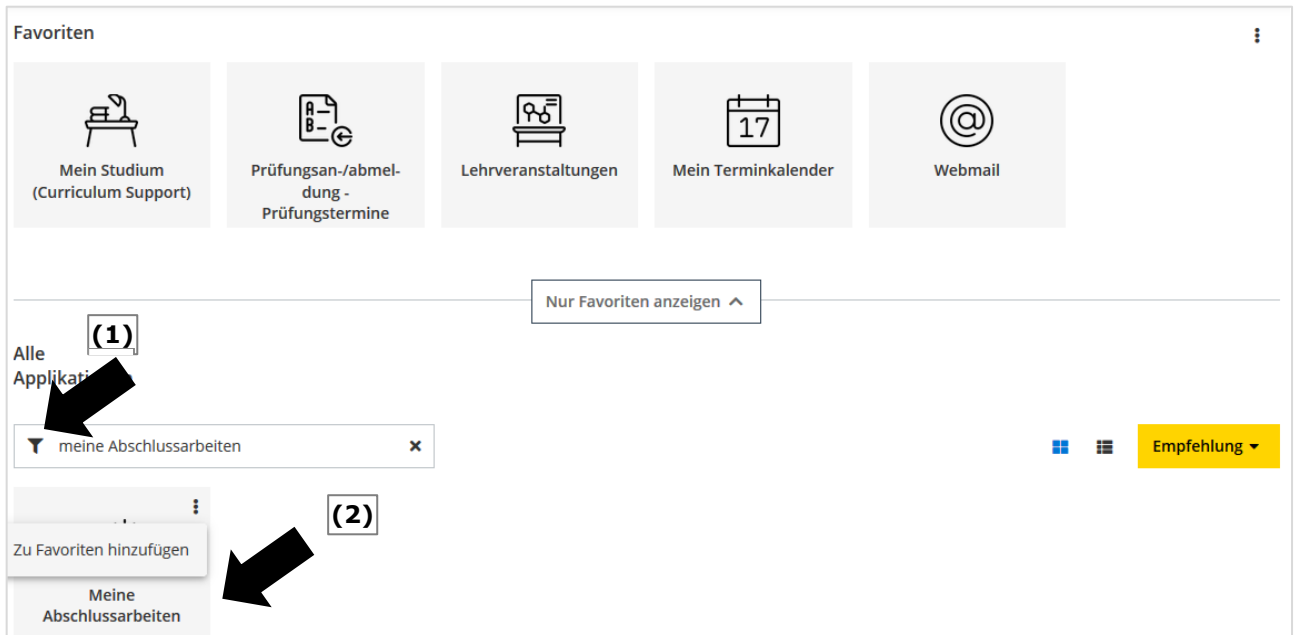 Favoriten
A
B
17
Mein Studium
(Curriculum Support)
Prüfungsan-/abmel-
dung -
Prüfungstermine
Lehrveranstaltungen
Mein Terminkalender
Webmail
Nur Favoriten anzeigen
(1)
Alle
meine Abschlussarbeiten
Empfehlung
(2)
Zu Favoriten hinzufügen
Meine
Abschlussarbeiten